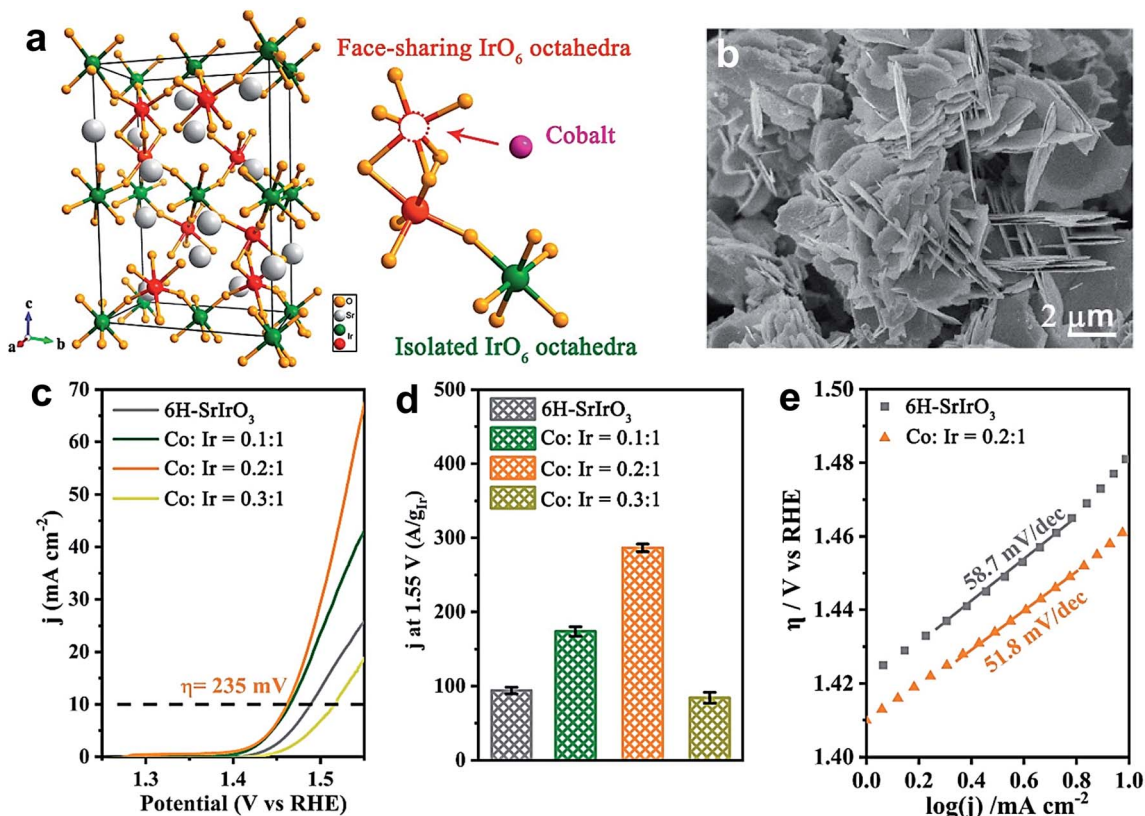 a
Face-sharing IrO₆ octahedra
Cobalt
Isolated IrO₆ octahedra
c
a
b
O
Sr
Ir
b
2 μm
c
70
60
50
40
30
20
10
0
1.3
1.4
1.5
j (mA cm⁻²)
Potential (V vs RHE)
6H-SrIrO₃
Co: Ir = 0.1:1
Co: Ir = 0.2:1
Co: Ir = 0.3:1
η= 235 mV
d
500
400
300
200
100
0
j at 1.55 V (A/gIr)
6H-SrIrO₃
Co: Ir = 0.1:1
Co: Ir = 0.2:1
Co: Ir = 0.3:1
e
1.50
1.48
1.46
1.44
1.42
1.40
0.0
0.2
0.4
0.6
0.8
1.0
η / V vs RHE
log(j) /mA cm⁻²
6H-SrIrO₃
Co: Ir = 0.2:1
58.7 mV/dec
51.8 mV/dec